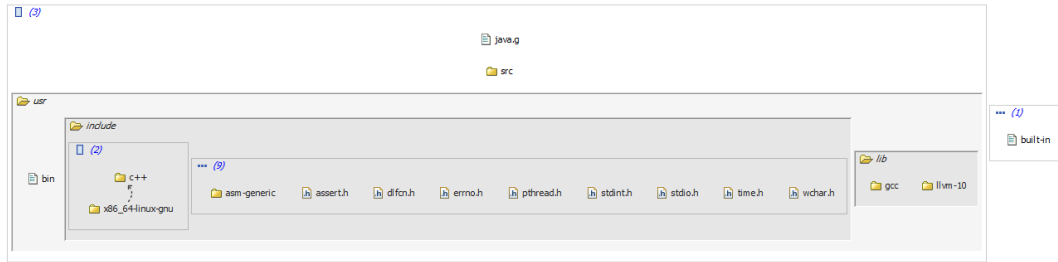 (3)
java.g
src
usr
bin
include
(2)
c++
x86_64-linux-gnu
(9)
asm-generic
assert.h
dlfcn.h
errno.h
pthread.h
stdint.h
stdio.h
time.h
wchar.h
lib
gcc
llvm-10
(1)
built-in